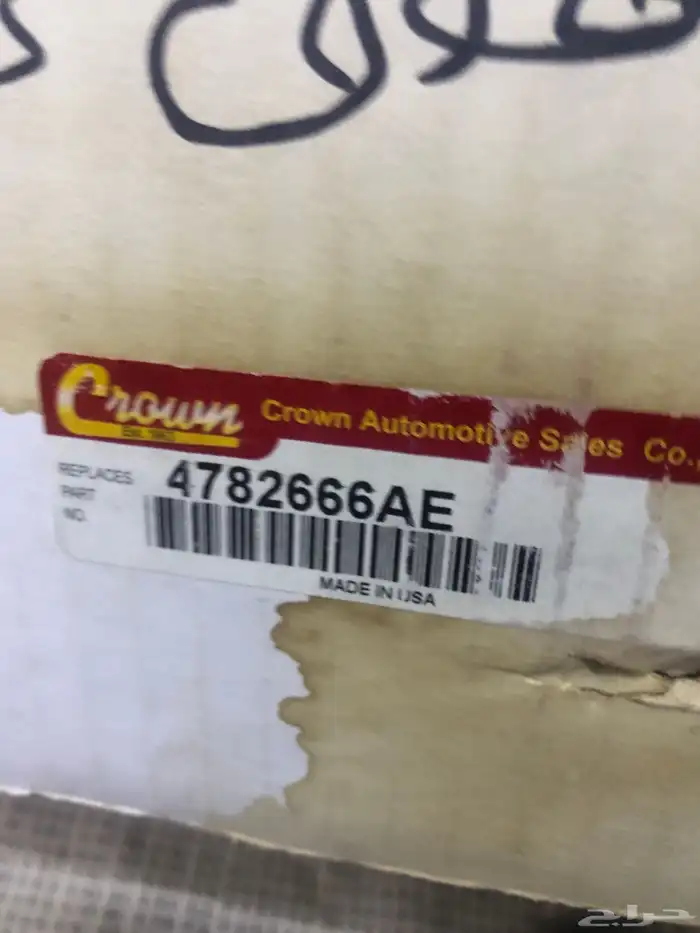 Crown
Crown Automotive Sales Co.,
REPLACES
PART
NO.
4782666AE
MADE IN USA
حراج